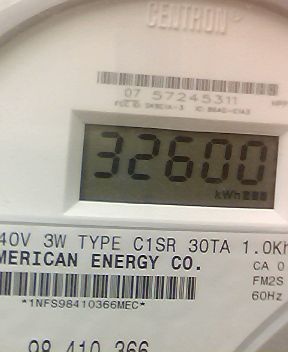 CENTRON®
07 57245311
32600
kWh
40V 3W TYPE C1SR 30TA 1.0Kh
MERICAN ENERGY CO.
CA 0
FM2S
60Hz
*1NFS98410366MEC*
98 410 366